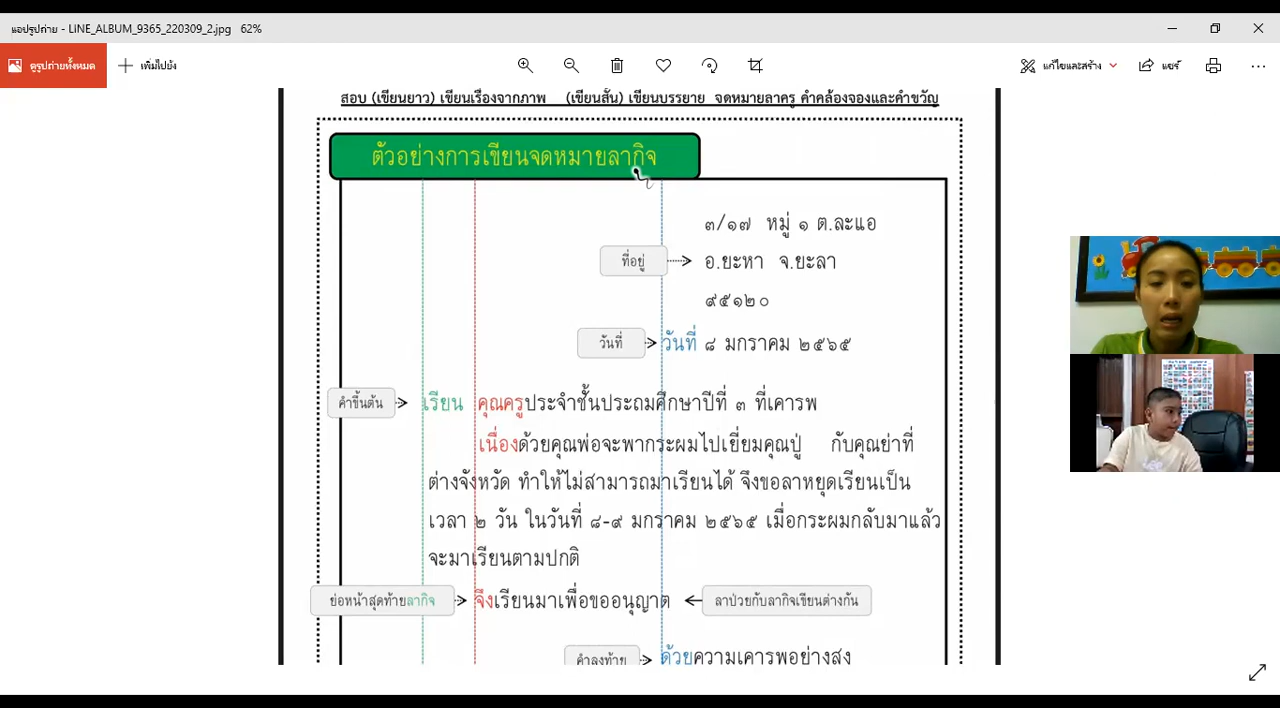 แอปรูปถ่าย - LINE_ALBUM_9365_220309_2.jpg 62%
ดูรูปถ่ายทั้งหมด เพิ่มไปยัง แก้ไขและสร้าง แชร์
สอบ (เขียนยาว) เขียนเรื่องจากภาพ (เขียนสั้น) เขียนบรรยาย จดหมายลาครู คำคล้องจองและคำขวัญ
ตัวอย่างการเขียนจดหมายลากิจ
๓/๑๗ หมู่ ๑ ต.ละแอ
ที่อยู่ อ.ยะหา จ.ยะลา
๙๕๑๒๐
วันที่ วันที่ ๘ มกราคม ๒๕๖๕
คำขึ้นต้น เรียน คุณครูประจำชั้นประถมศึกษาปีที่ ๓ ที่เคารพ
เนื่องด้วยคุณพ่อจะพากระผมไปเยี่ยมคุณปู่ กับคุณย่าที่
ต่างจังหวัด ทำให้ไม่สามารถมาเรียนได้ จึงขอลาหยุดเรียนเป็น
เวลา ๒ วัน ในวันที่ ๘-๙ มกราคม ๒๕๖๕ เมื่อกระผมกลับมาแล้ว
จะมาเรียนตามปกติ
ย่อหน้าสุดท้ายลากิจ จึงเรียนมาเพื่อขออนุญาต ลาป่วยกับลากิจเขียนต่างกัน
คำลงท้าย ด้วยความเคารพอย่างสูง